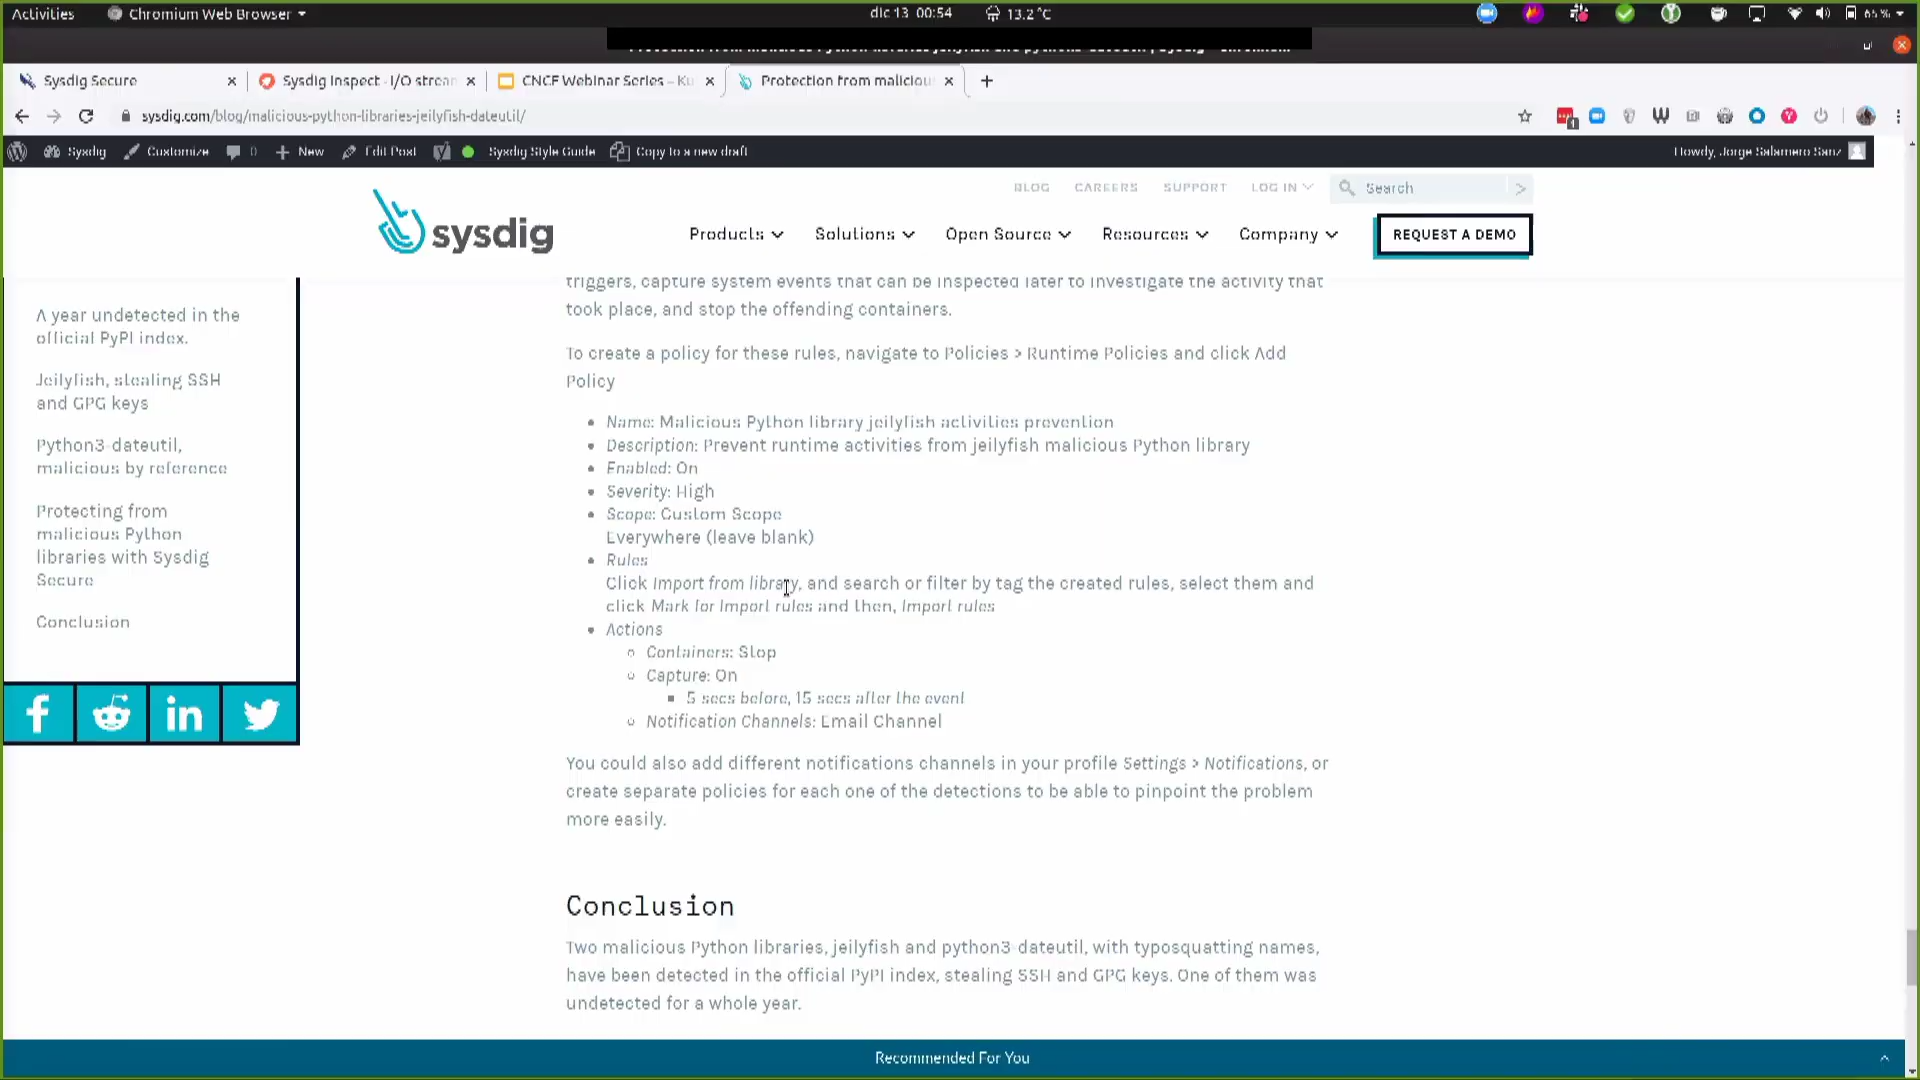 Activities
Chromium Web Browser
dic 13 00:54
13.2 °C
65 %
Sysdig Secure
Sysdig Inspect - I/O strea
CNCF Webinar Series – Ku
Protection from maliciou
sysdig.com/blog/malicious-python-libraries-jeilyfish-dateutil/
Sysdig
Customize
0
New
Edit Post
Sysdig Style Guide
Copy to a new draft
Howdy, Jorge Salamero Sanz
BLOG
CAREERS
SUPPORT
LOG IN
Search
sysdig
Products
Solutions
Open Source
Resources
Company
REQUEST A DEMO
A year undetected in the
official PyPI index.
Jeilyfish, stealing SSH
and GPG keys
Python3-dateutil,
malicious by reference
Protecting from
malicious Python
libraries with Sysdig
Secure
Conclusion
triggers, capture system events that can be inspected later to investigate the activity that
took place, and stop the offending containers.
To create a policy for these rules, navigate to Policies > Runtime Policies and click Add
Policy
Name: Malicious Python library jeilyfish activities prevention
Description: Prevent runtime activities from jeilyfish malicious Python library
Enabled: On
Severity: High
Scope: Custom Scope
Everywhere (leave blank)
Rules
Click Import from library, and search or filter by tag the created rules, select them and
click Mark for Import rules and then, Import rules
Actions
Containers: Stop
Capture: On
5 secs before, 15 secs after the event
Notification Channels: Email Channel
You could also add different notifications channels in your profile Settings > Notifications, or
create separate policies for each one of the detections to be able to pinpoint the problem
more easily.
Conclusion
Two malicious Python libraries, jeilyfish and python3-dateutil, with typosquatting names,
have been detected in the official PyPI index, stealing SSH and GPG keys. One of them was
undetected for a whole year.
Recommended For You